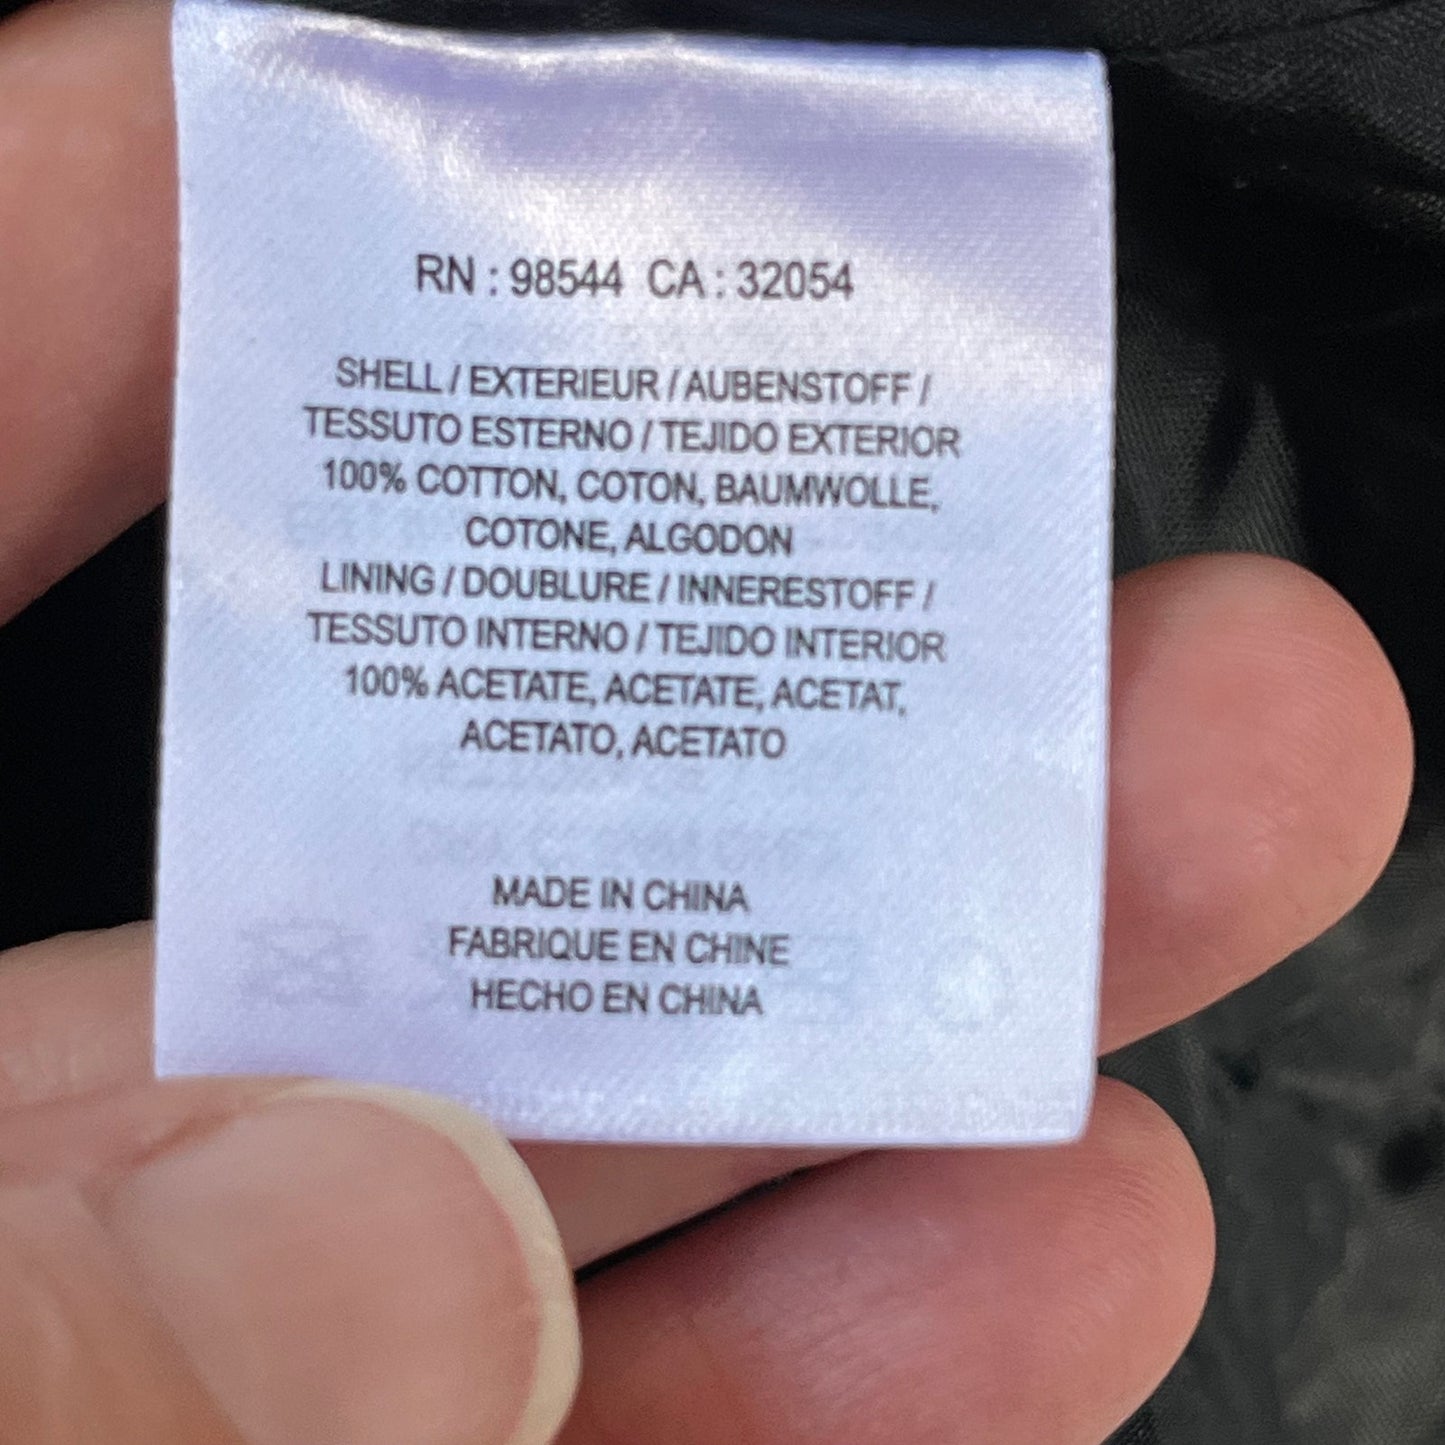 RN : 98544 CA : 32054
SHELL / EXTERIEUR / AUBENSTOFF /
TESSUTO ESTERNO / TEJIDO EXTERIOR
100% COTTON, COTON, BAUMWOLLE,
COTONE, ALGODON
LINING / DOUBLURE / INNERESTOFF /
TESSUTO INTERNO / TEJIDO INTERIOR
100% ACETATE, ACETATE, ACETAT,
ACETATO, ACETATO
MADE IN CHINA
FABRIQUE EN CHINE
HECHO EN CHINA